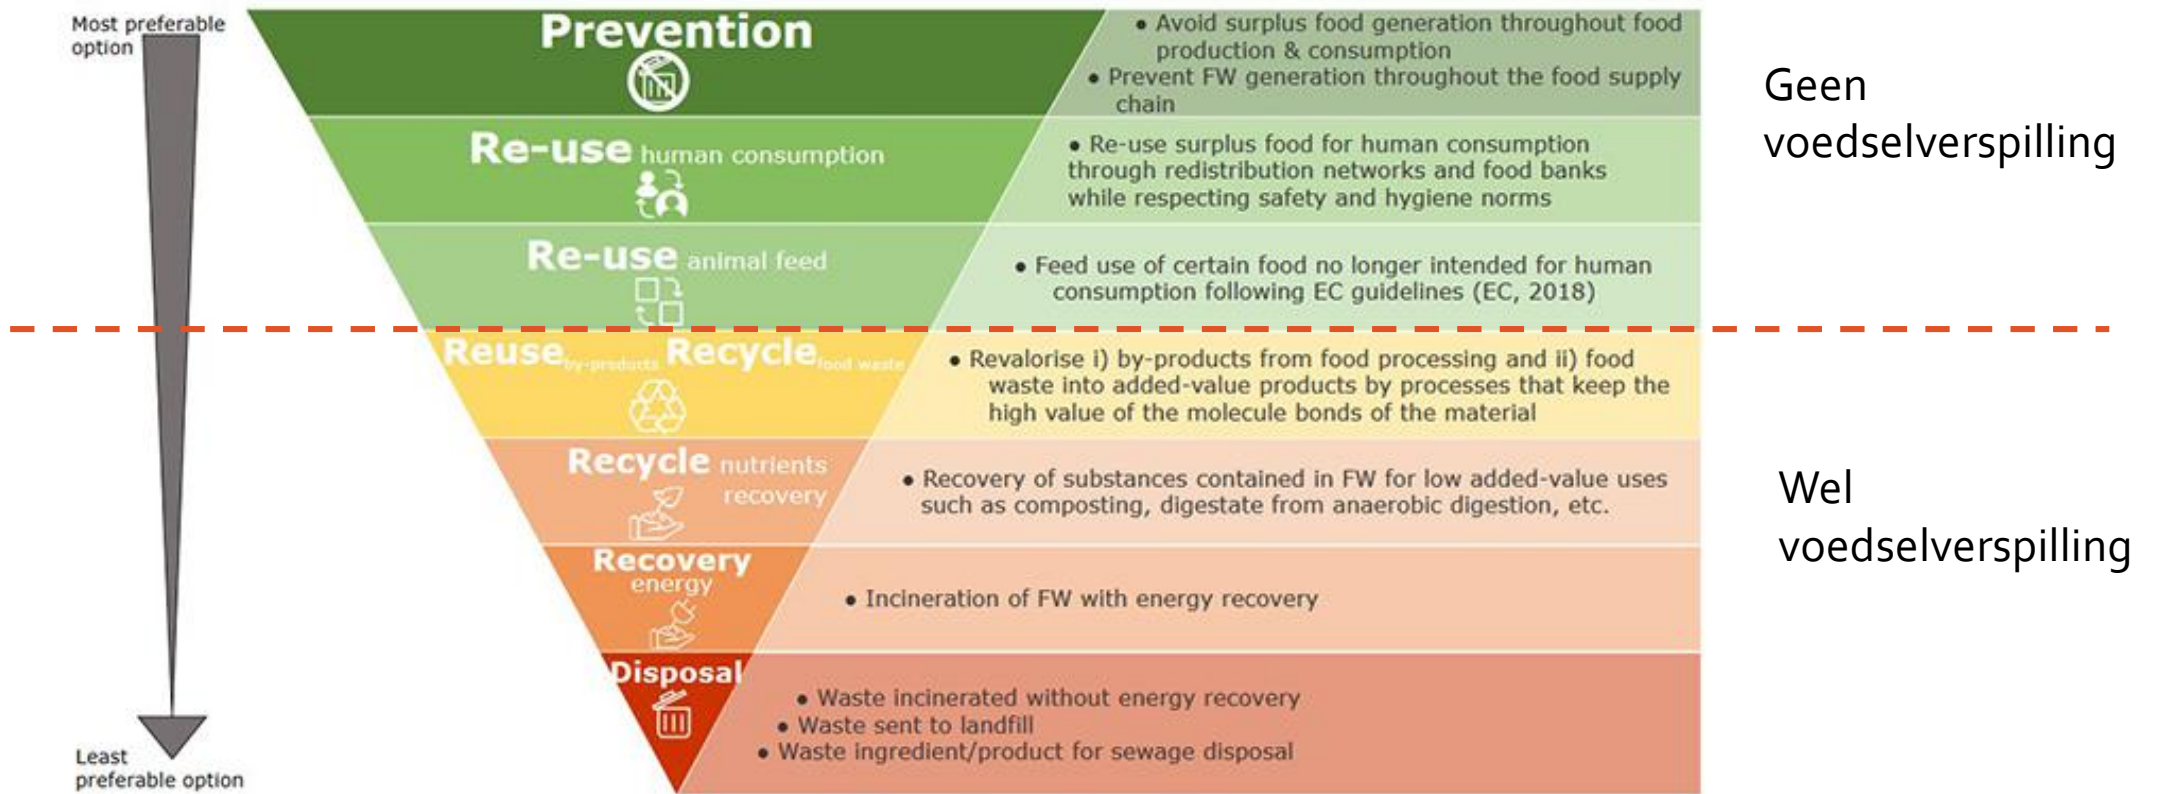 Most preferable
option
Prevention
• Avoid surplus food generation throughout food
production & consumption
• Prevent FW generation throughout the food supply
chain
Geen
voedselverspilling
Re-use human consumption
• Re-use surplus food for human consumption
through redistribution networks and food banks
while respecting safety and hygiene norms
Re-use animal feed
• Feed use of certain food no longer intended for human
consumption following EC guidelines (EC, 2018)
Reuse by-products Recycle food waste
• Revalorise i) by-products from food processing and ii) food
waste into added-value products by processes that keep the
high value of the molecule bonds of the material
Recycle nutrients
recovery
• Recovery of substances contained in FW for low added-value uses
such as composting, digestate from anaerobic digestion, etc.
Wel
voedselverspilling
Recovery
energy
• Incineration of FW with energy recovery
Disposal
• Waste incinerated without energy recovery
• Waste sent to landfill
• Waste ingredient/product for sewage disposal
Least
preferable option